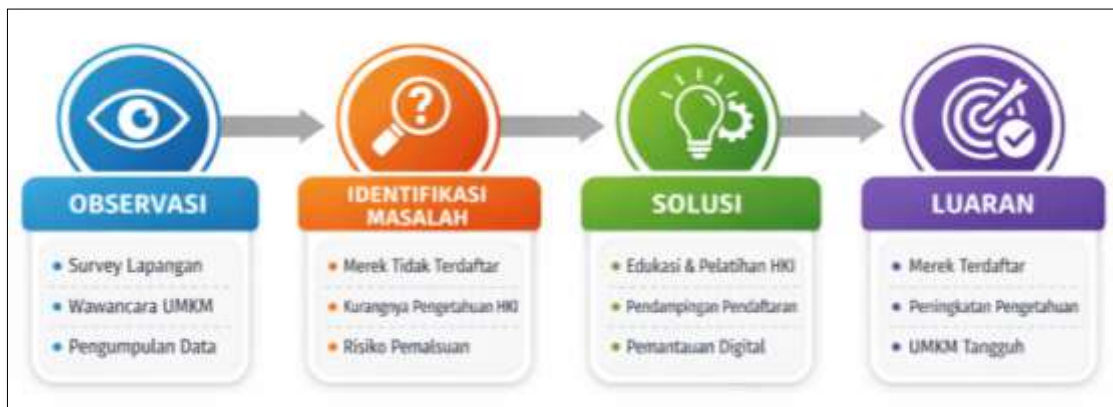 OBSERVASI
• Survey Lapangan
• Wawancara UMKM
• Pengumpulan Data
IDENTIFIKASI
MASALAH
• Merek Tidak Terdaftar
• Kurangnya Pengetahuan HKI
• Risiko Pemalsuan
SOLUSI
• Edukasi & Pelatihan HKI
• Pendampingan Pendaftaran
• Pemantauan Digital
LUARAN
• Merek Terdaftar
• Peningkatan Pengetahuan
• UMKM Tangguh